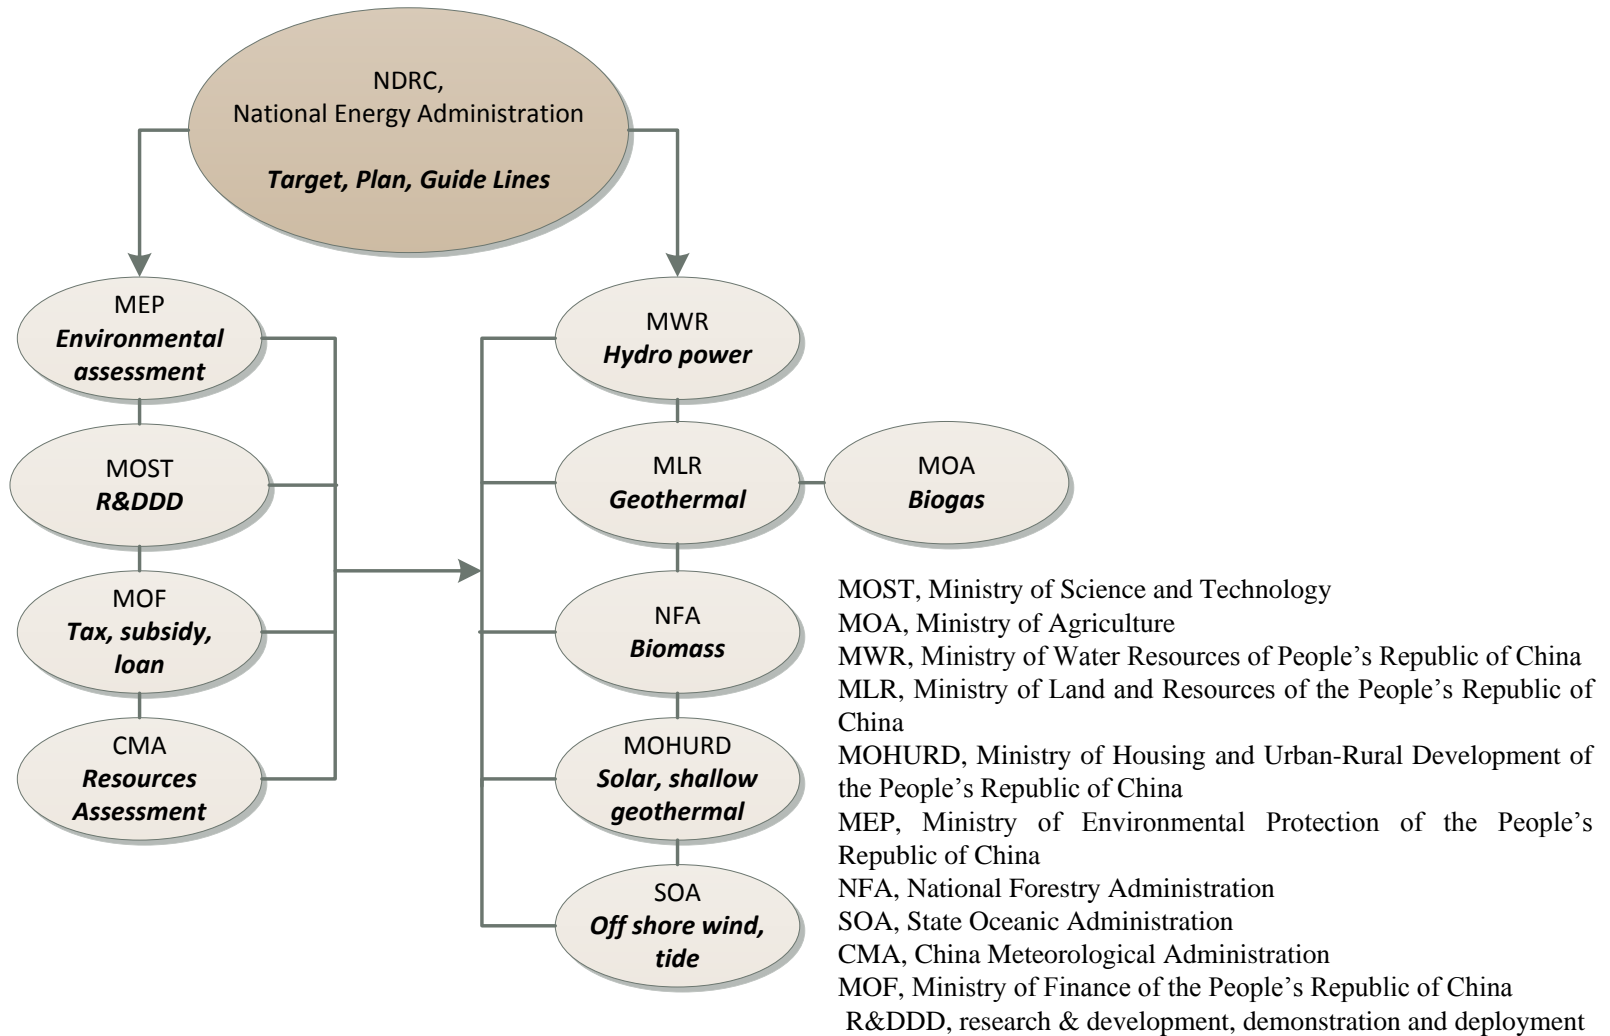 NDRC,
National Energy Administration
Target, Plan, Guide Lines
MEP
Environmental
assessment
MOST
R&DDD
MOF
Tax, subsidy,
loan
CMA
Resources
Assessment
MWR
Hydro power
MLR
Geothermal
MOA
Biogas
NFA
Biomass
MOHURD
Solar, shallow
geothermal
SOA
Off shore wind,
tide
MOST, Ministry of Science and Technology
MOA, Ministry of Agriculture
MWR, Ministry of Water Resources of People’s Republic of China
MLR, Ministry of Land and Resources of the People’s Republic of
China
MOHURD, Ministry of Housing and Urban-Rural Development of
the People’s Republic of China
MEP, Ministry of Environmental Protection of the People’s
Republic of China
NFA, National Forestry Administration
SOA, State Oceanic Administration
CMA, China Meteorological Administration
MOF, Ministry of Finance of the People’s Republic of China
R&DDD, research & development, demonstration and deployment